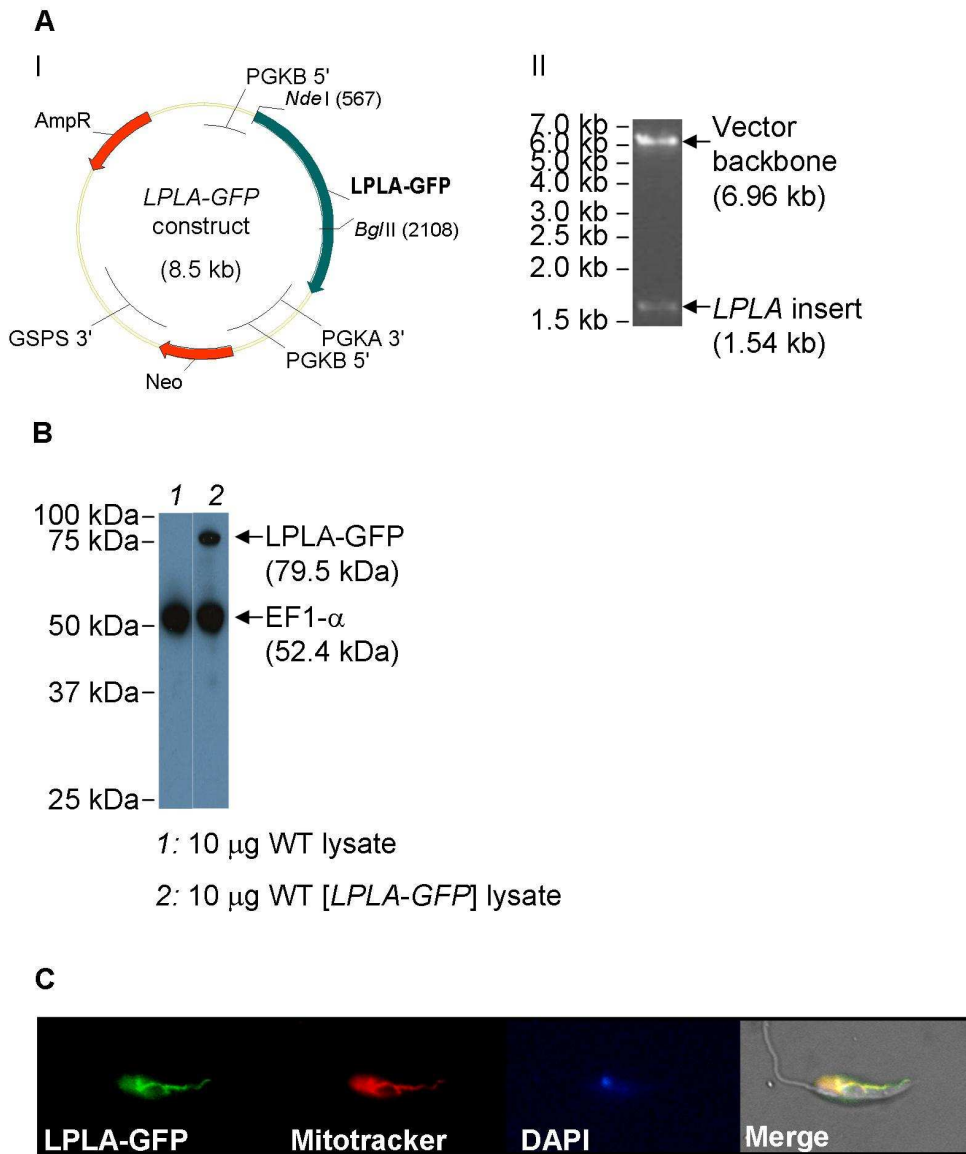 A
I
PGKB 5'
NdeI (567)
AmpR
LPLA-GFP
LPLA-GFP
construct
BglII (2108)
(8.5 kb)
GSPS 3'
PGKA 3'
PGKB 5'
Neo
II
7.0 kb
6.0 kb
5.0 kb
4.0 kb
3.0 kb
2.5 kb
2.0 kb
1.5 kb
Vector
backbone
(6.96 kb)
LPLA insert
(1.54 kb)
B
1 2
100 kDa
75 kDa
50 kDa
37 kDa
25 kDa
LPLA-GFP
(79.5 kDa)
EF1-α
(52.4 kDa)
1: 10 μg WT lysate
2: 10 μg WT [LPLA-GFP] lysate
C
LPLA-GFP
Mitotracker
DAPI
Merge